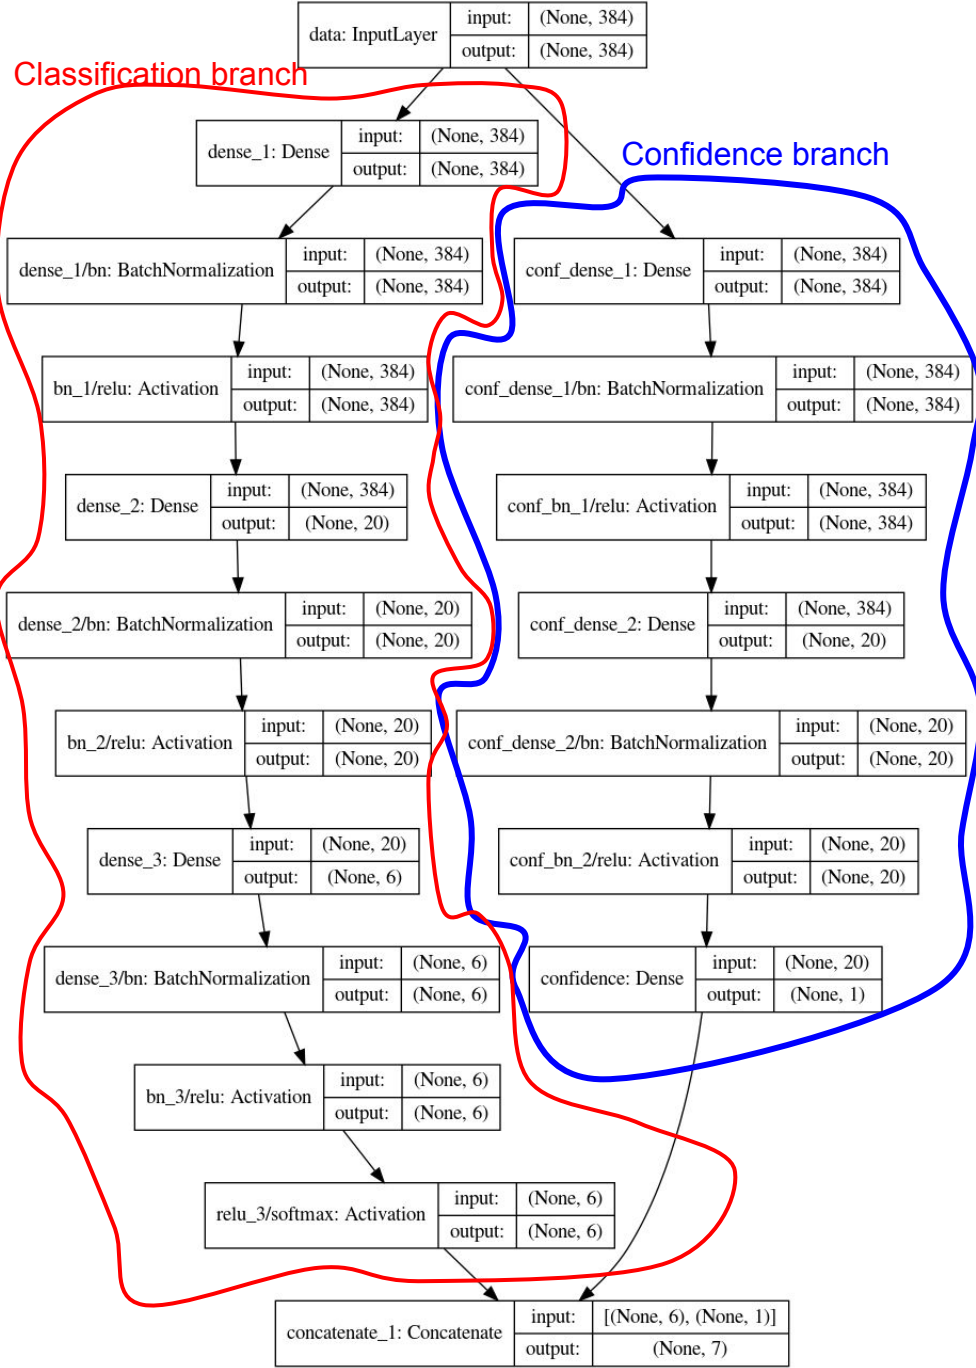 data: InputLayer
input: (None, 384)
output: (None, 384)
Classification branch
dense_1: Dense
input: (None, 384)
output: (None, 384)
Confidence branch
dense_1/bn: BatchNormalization
input: (None, 384)
output: (None, 384)
conf_dense_1: Dense
input: (None, 384)
output: (None, 384)
bn_1/relu: Activation
input: (None, 384)
output: (None, 384)
conf_dense_1/bn: BatchNormalization
input: (None, 384)
output: (None, 384)
dense_2: Dense
input: (None, 384)
output: (None, 20)
conf_bn_1/relu: Activation
input: (None, 384)
output: (None, 384)
dense_2/bn: BatchNormalization
input: (None, 20)
output: (None, 20)
conf_dense_2: Dense
input: (None, 384)
output: (None, 20)
bn_2/relu: Activation
input: (None, 20)
output: (None, 20)
conf_dense_2/bn: BatchNormalization
input: (None, 20)
output: (None, 20)
dense_3: Dense
input: (None, 20)
output: (None, 6)
conf_bn_2/relu: Activation
input: (None, 20)
output: (None, 20)
dense_3/bn: BatchNormalization
input: (None, 6)
output: (None, 6)
confidence: Dense
input: (None, 20)
output: (None, 1)
bn_3/relu: Activation
input: (None, 6)
output: (None, 6)
relu_3/softmax: Activation
input: (None, 6)
output: (None, 6)
concatenate_1: Concatenate
input: [(None, 6), (None, 1)]
output: (None, 7)